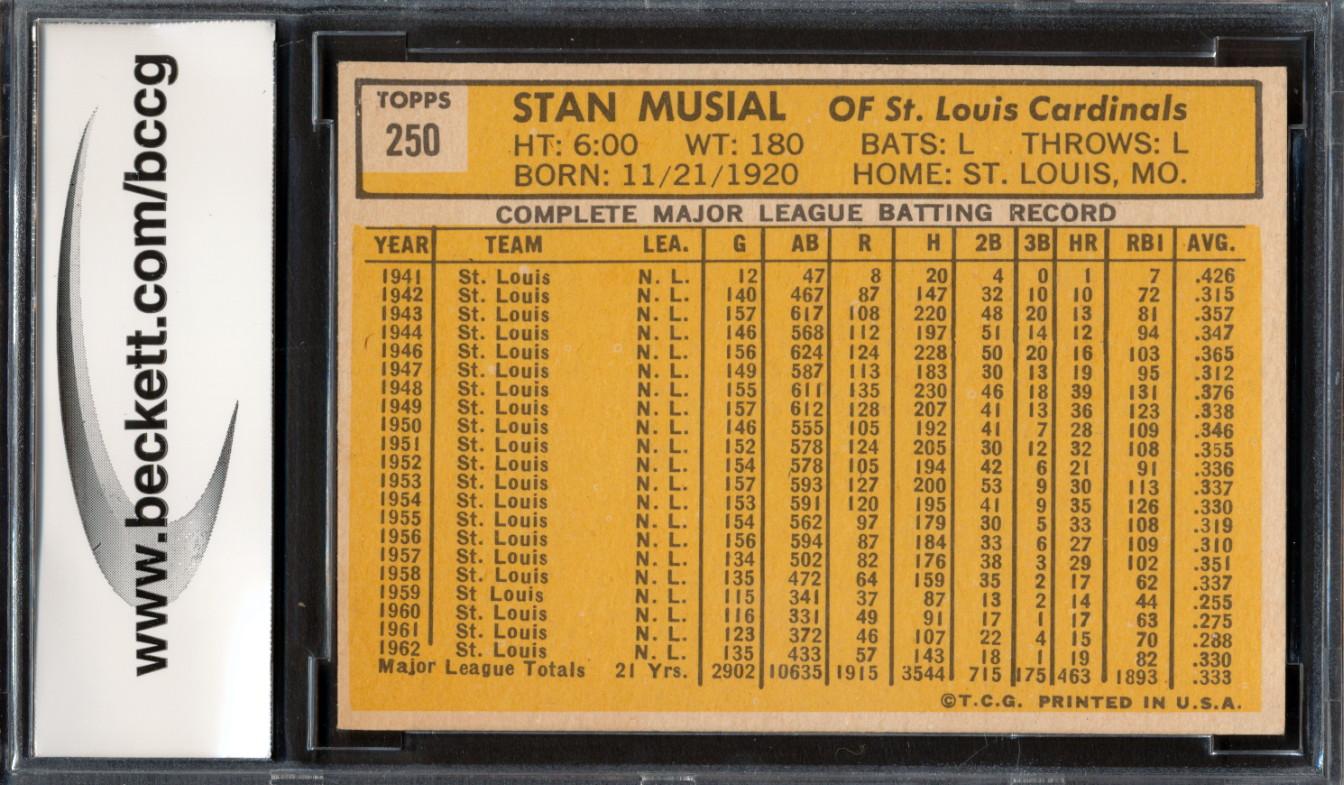 www.beckett.com/bccg
TOPPS
250
STAN MUSIAL OF St. Louis Cardinals
HT: 6:00 WT: 180 BATS: L THROWS: L
BORN: 11/21/1920 HOME: ST. LOUIS, MO.
COMPLETE MAJOR LEAGUE BATTING RECORD
YEAR TEAM LEA. G AB R H 2B 3B HR RBI AVG.
1941 St. Louis N. L. 12 47 8 20 4 0 1 7 .426
1942 St. Louis N. L. 140 467 87 147 32 10 10 72 .315
1943 St. Louis N. L. 157 617 108 220 48 20 13 81 .357
1944 St. Louis N. L. 146 568 112 197 51 14 12 94 .347
1946 St. Louis N. L. 156 624 124 228 50 20 16 103 .365
1947 St. Louis N. L. 149 587 113 183 30 13 19 95 .312
1948 St. Louis N. L. 155 611 135 230 46 18 39 131 .376
1949 St. Louis N. L. 157 612 128 207 41 13 36 123 .338
1950 St. Louis N. L. 146 555 105 192 41 7 28 109 .346
1951 St. Louis N. L. 152 578 124 205 30 12 32 108 .355
1952 St. Louis N. L. 154 578 105 194 42 6 21 91 .336
1953 St. Louis N. L. 157 593 127 200 53 9 30 113 .337
1954 St. Louis N. L. 153 591 120 195 41 9 35 126 .330
1955 St. Louis N. L. 154 562 97 179 30 5 33 108 .319
1956 St. Louis N. L. 156 594 87 184 33 6 27 109 .310
1957 St. Louis N. L. 134 502 82 176 38 3 29 102 .351
1958 St. Louis N. L. 135 472 64 159 35 2 17 62 .337
1959 St Louis N. L. 115 341 37 87 13 2 14 44 .255
1960 St. Louis N. L. 116 331 49 91 17 1 17 63 .275
1961 St. Louis N. L. 123 372 46 107 22 4 15 70 .288
1962 St. Louis N. L. 135 433 57 143 18 1 19 82 .330
Major League Totals 21 Yrs. 2902 10635 1915 3544 715 175 463 1893 .333
©T.C.G. PRINTED IN U.S.A.